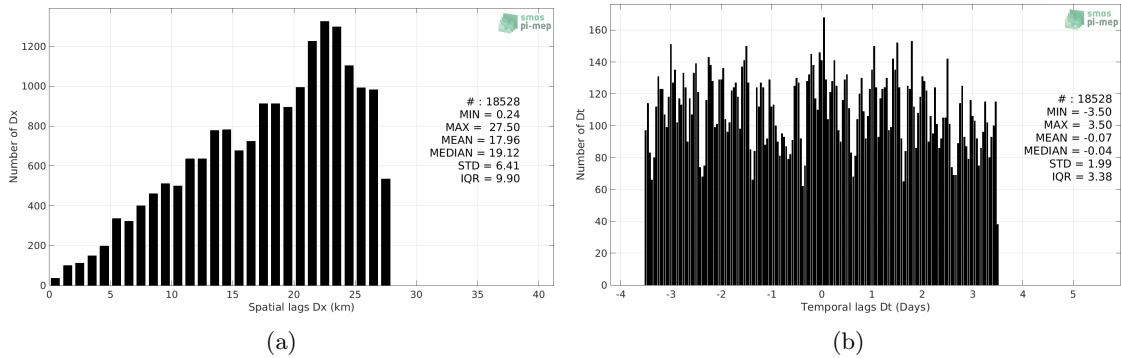 smos
pi-mep
1200
1000
800
600
400
200
0
Number of Dx
# : 18528
MIN = 0.24
MAX = 27.50
MEAN = 17.96
MEDIAN = 19.12
STD = 6.41
IQR = 9.90
0 5 10 15 20 25 30 35 40
Spatial lags Dx (km)
(a)
smos
pi-mep
160
140
120
100
80
60
40
20
0
Number of Dt
# : 18528
MIN = -3.50
MAX = 3.50
MEAN = -0.07
MEDIAN = -0.04
STD = 1.99
IQR = 3.38
-4 -3 -2 -1 0 1 2 3 4 5
Temporal lags Dt (Days)
(b)